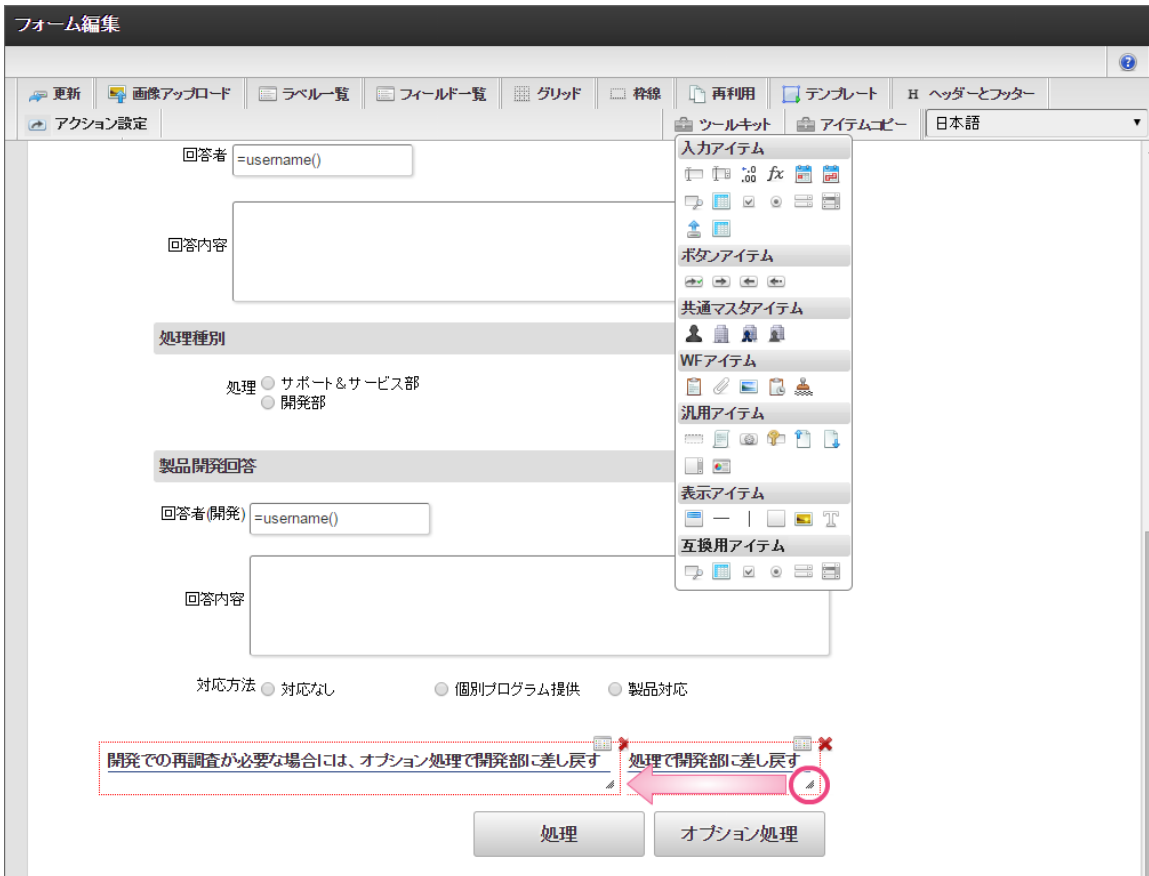 フォーム編集
更新 画像アップロード ラベル一覧 フィールド一覧 グリッド 枠線 再利用 テンプレート H ヘッダーとフッター
アクション設定 ツールキット アイテムコピー 日本語
回答者 =username()
回答内容
処理種別
処理 サポート＆サービス部
開発部
製品開発回答
回答者(開発) =username()
回答内容
対応方法 対応なし 個別プログラム提供 製品対応
開発での再調査が必要な場合には、オプション処理で開発部に差し戻す 処理で開発部に差し戻す
処理 オプション処理
入力アイテム
.0
.00 fx
ボタンアイテム
共通マスタアイテム
WFアイテム
汎用アイテム
表示アイテム
T
互換用アイテム